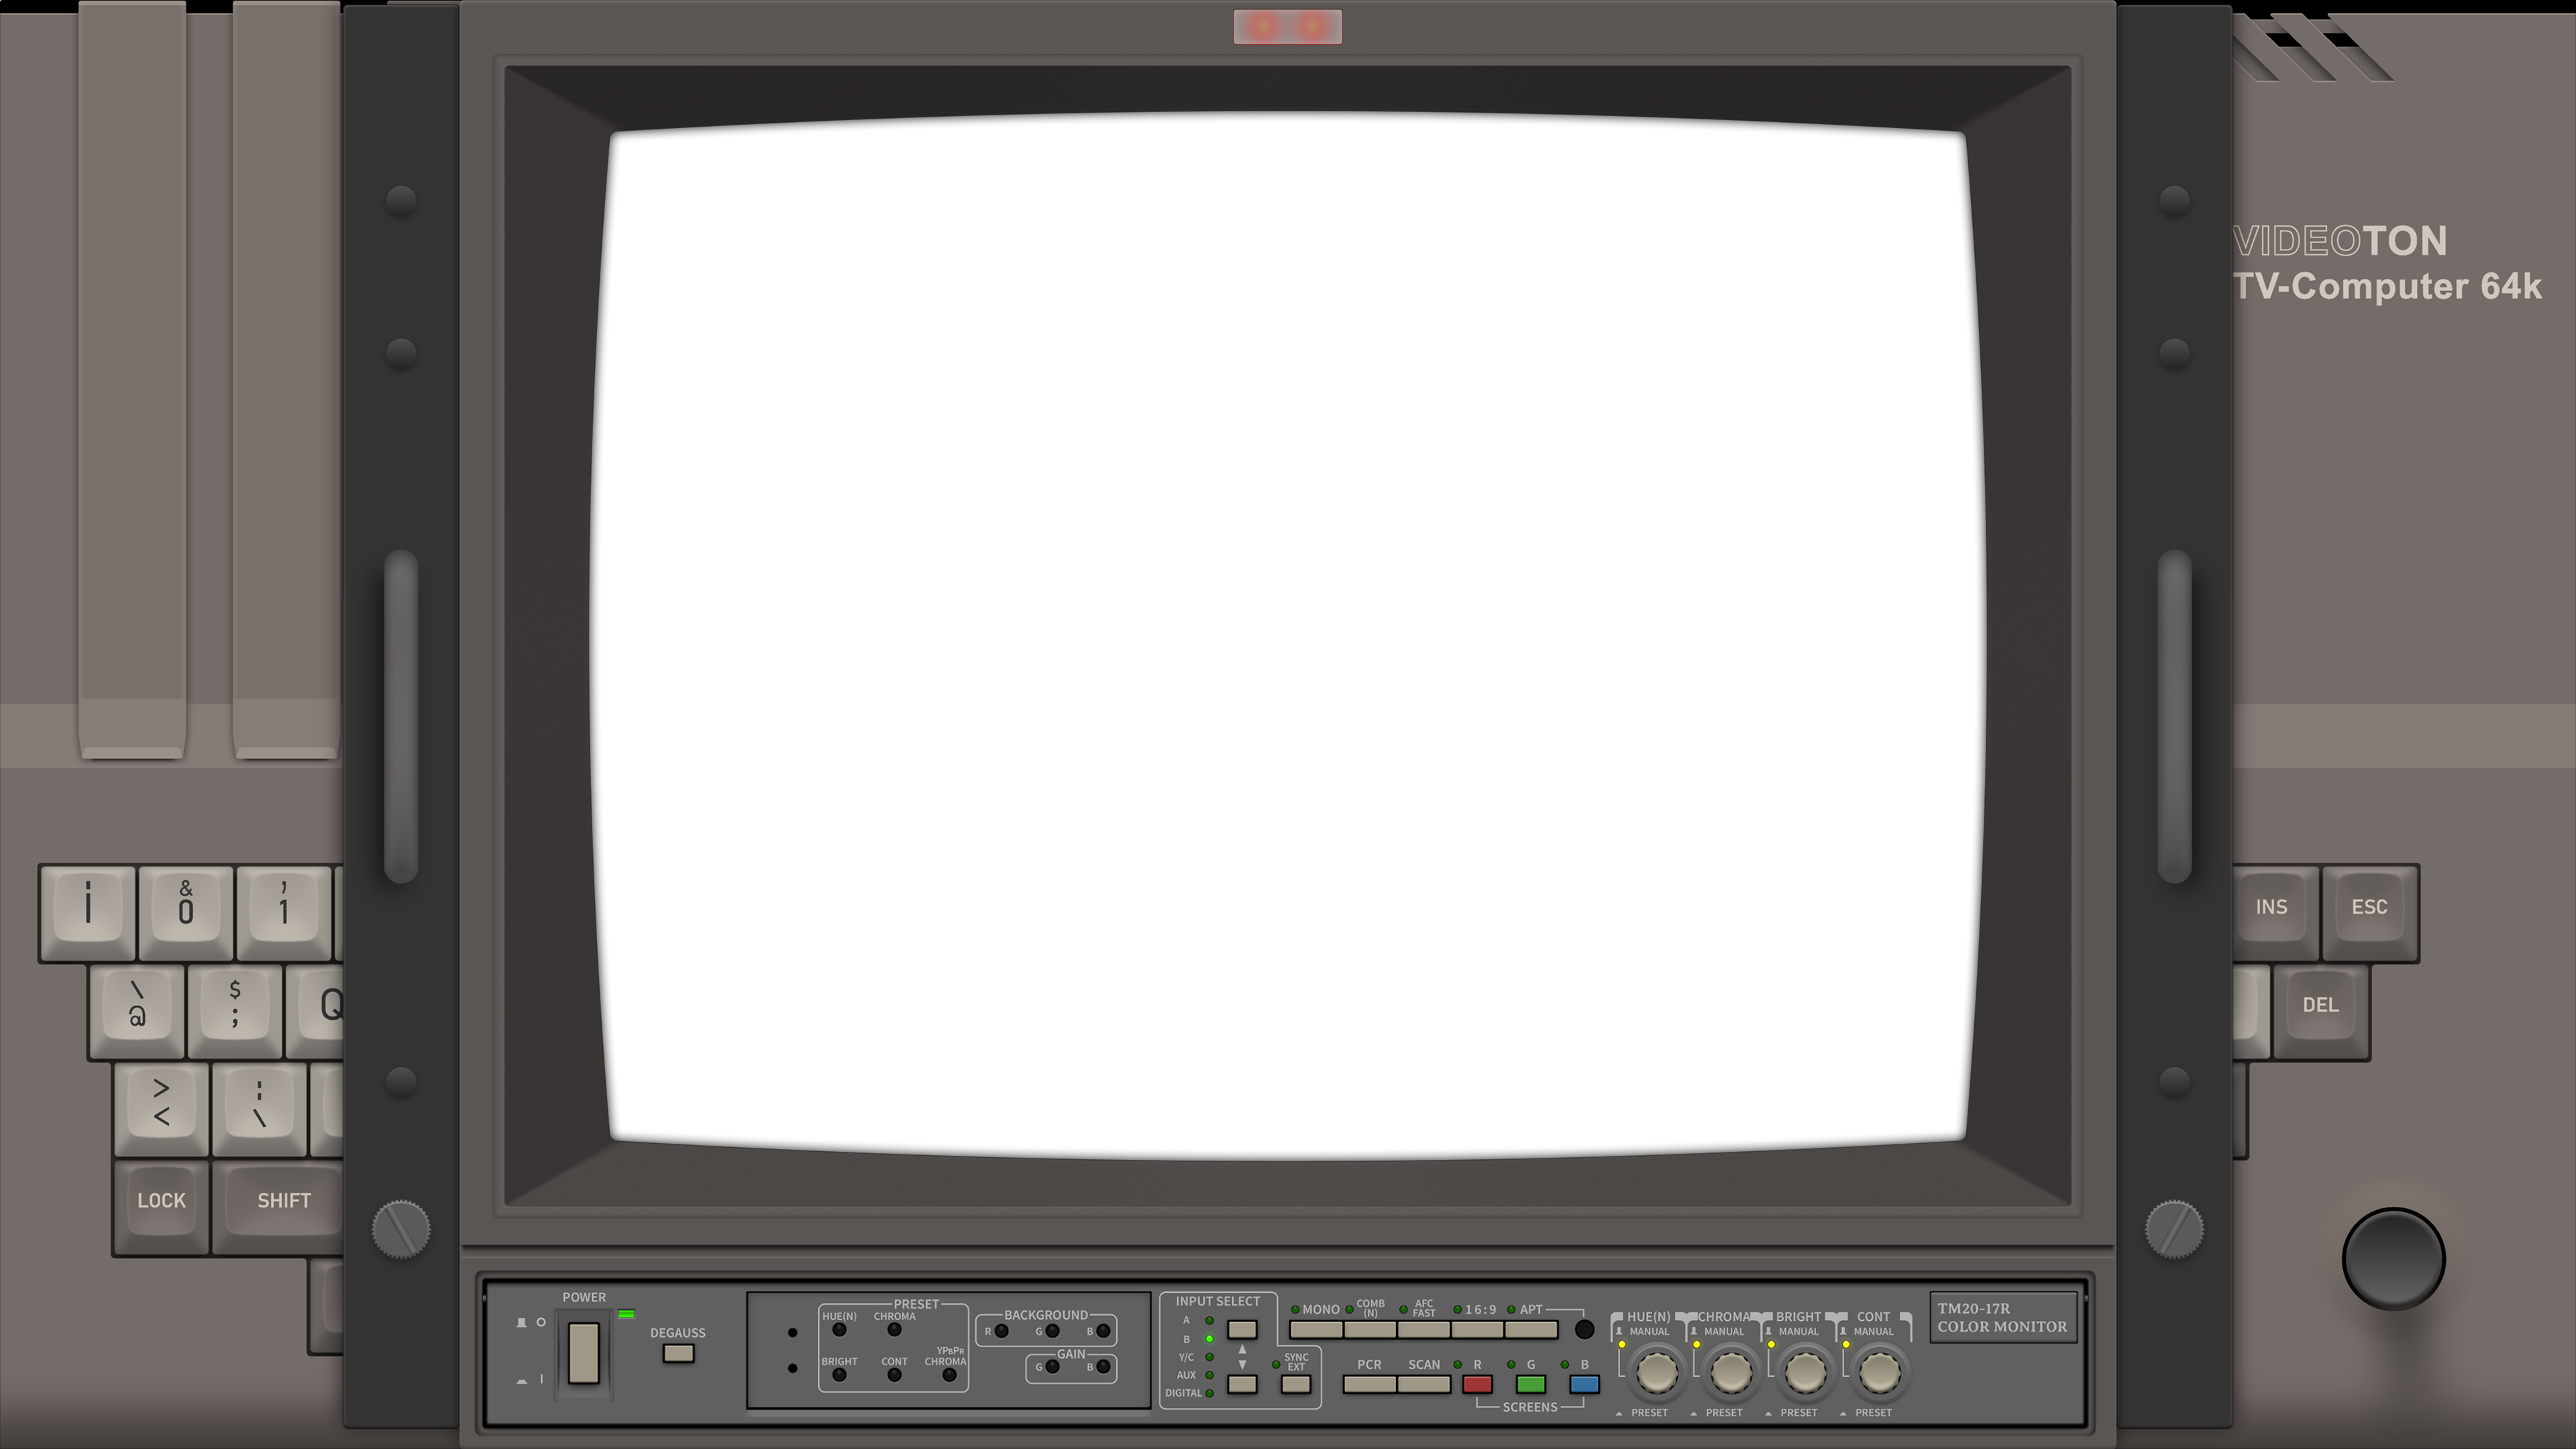 VIDEOTON
TV-Computer 64k
Í
&
0
'
1
INS
ESC
\
@
$
;
Q
DEL
>
<
:
\
LOCK
SHIFT
POWER
DEGAUSS
PRESET
HUE(N)
CHROMA
BRIGHT
CONT
YPBPR
CHROMA
BACKGROUND
R
G
B
GAIN
G
B
INPUT SELECT
A
B
Y/C
AUX
DIGITAL
SYNC
EXT
MONO
COMB
(N)
AFC
FAST
16:9
APT
PCR
SCAN
R
G
B
SCREENS
HUE(N)
CHROMA
BRIGHT
CONT
MANUAL
MANUAL
MANUAL
MANUAL
PRESET
PRESET
PRESET
PRESET
TM20-17R
COLOR MONITOR